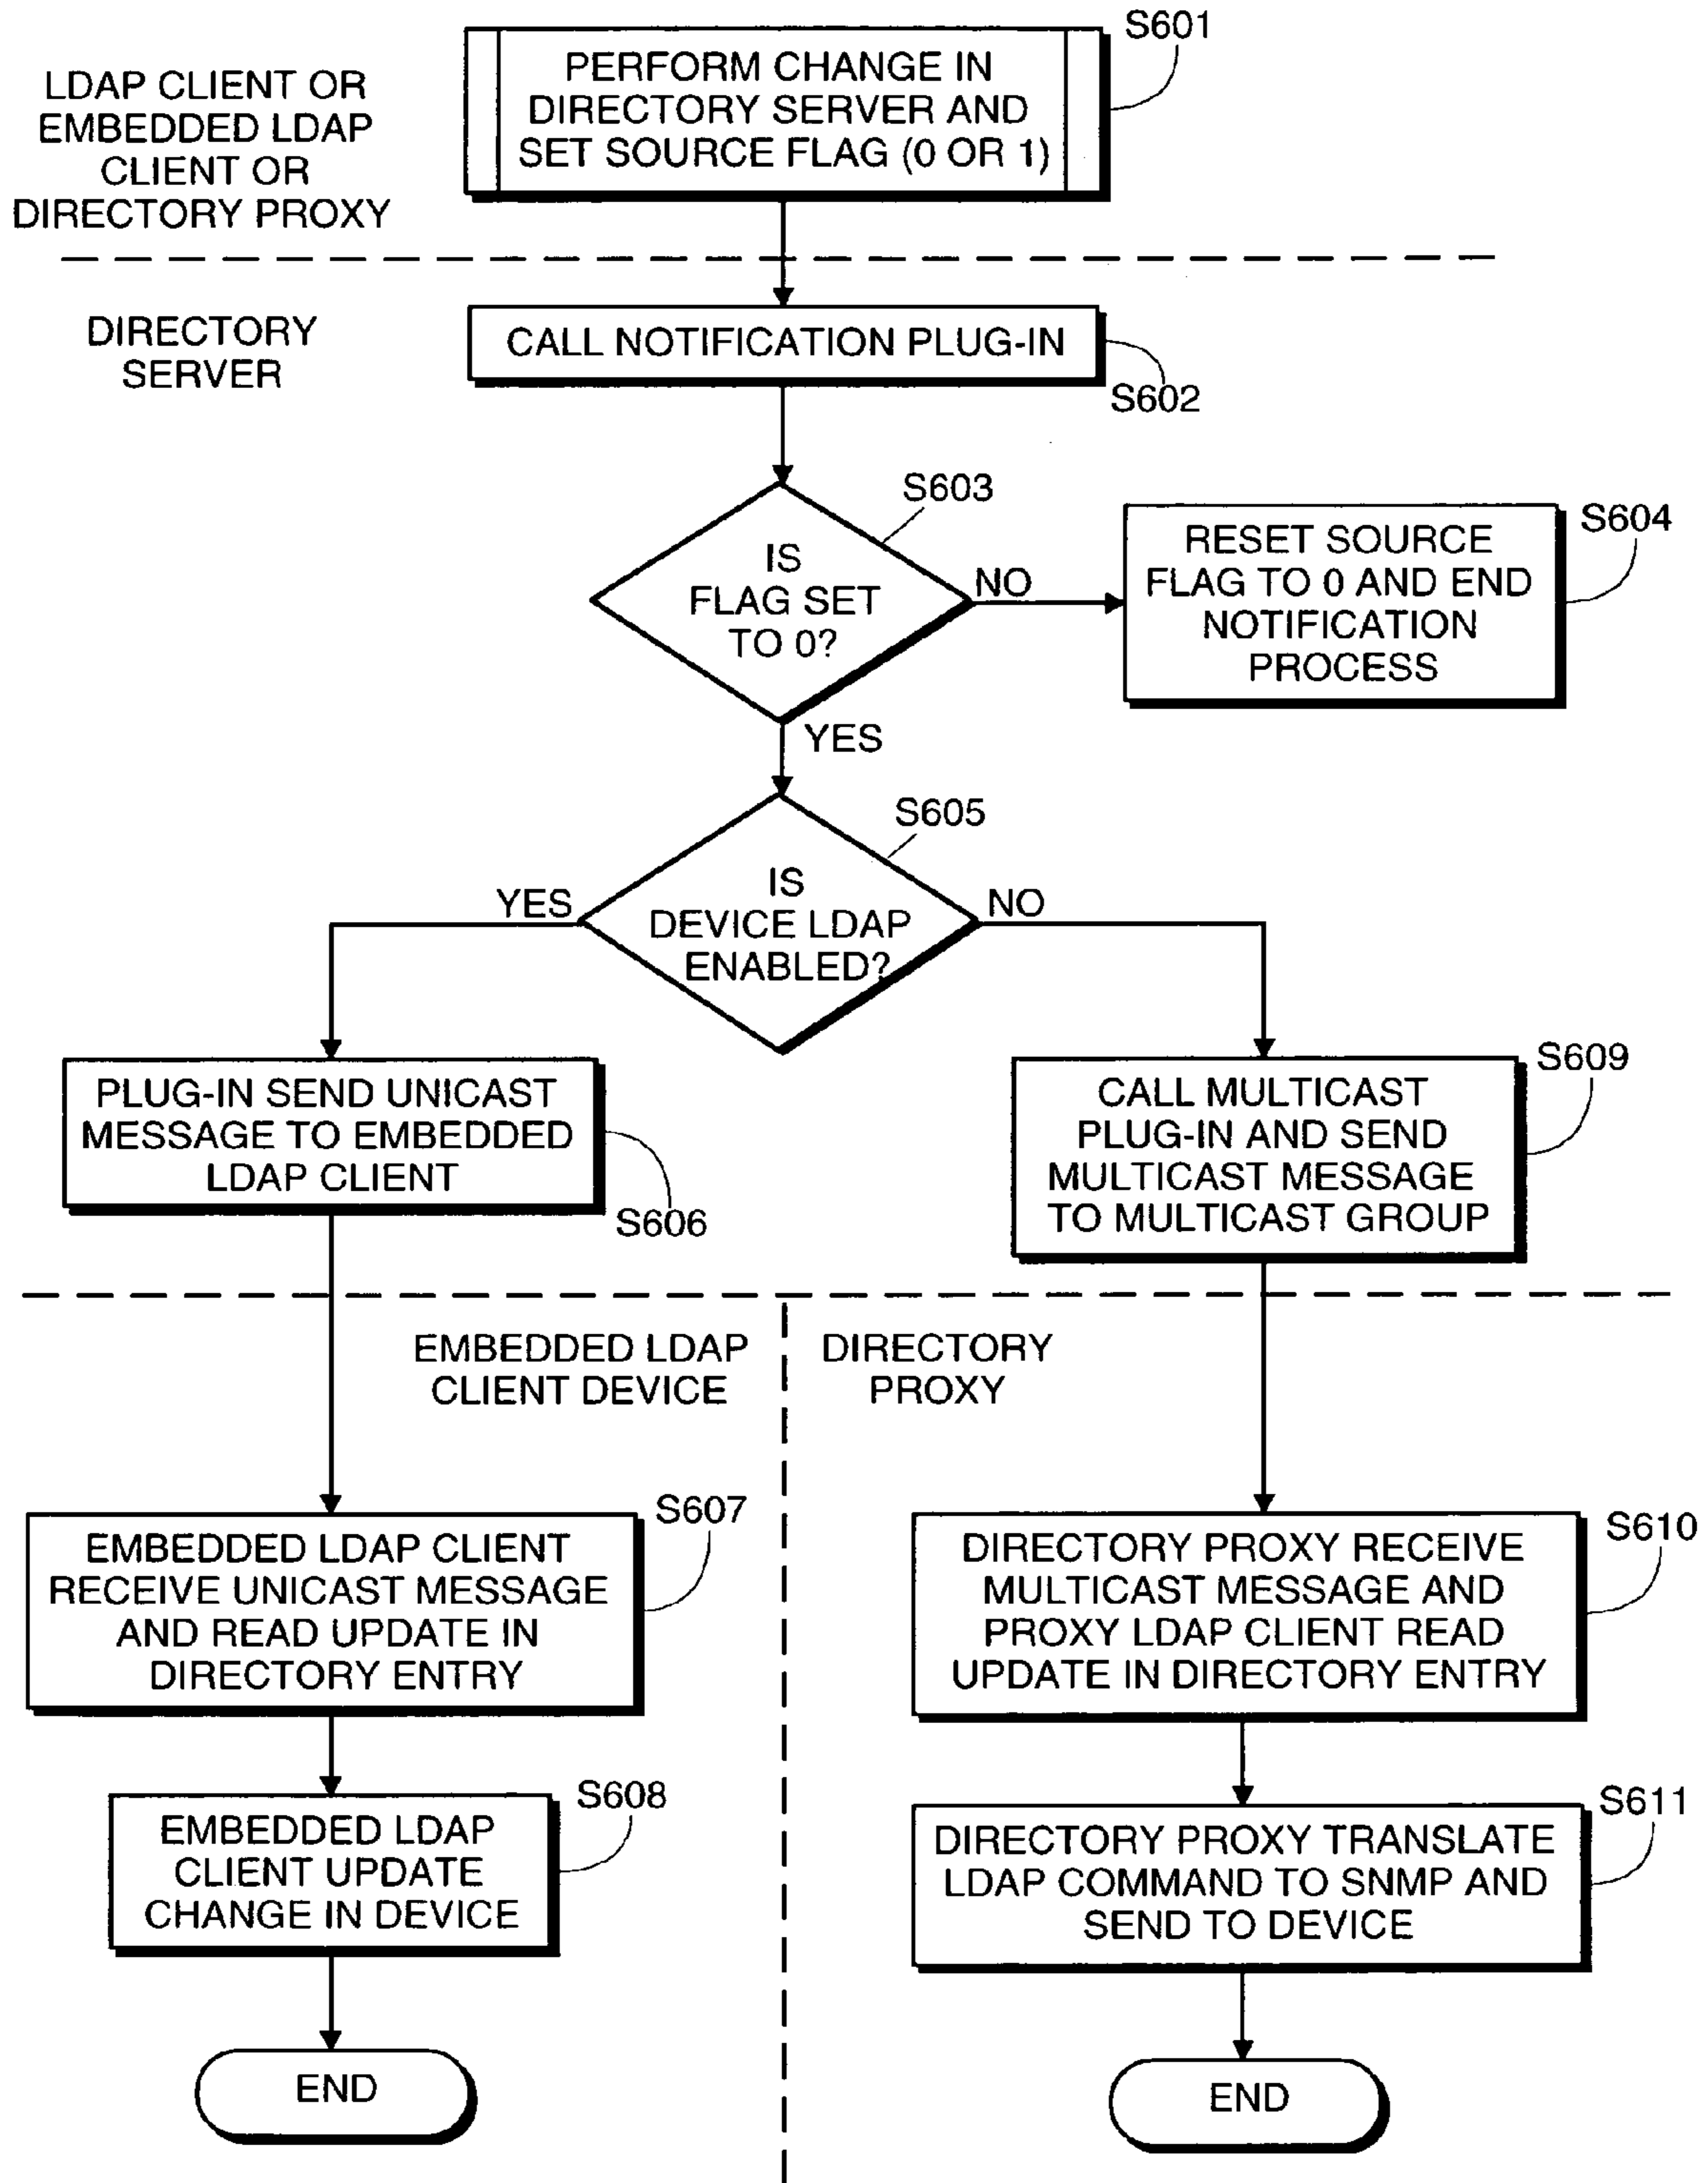 S601
PERFORM CHANGE IN
DIRECTORY SERVER AND
SET SOURCE FLAG (0 OR 1)
LDAP CLIENT OR
EMBEDDED LDAP
CLIENT OR
DIRECTORY PROXY
DIRECTORY
SERVER
CALL NOTIFICATION PLUG-IN
S602
S603
IS
FLAG SET
TO 0?
NO
S604
RESET SOURCE
FLAG TO 0 AND END
NOTIFICATION
PROCESS
YES
S605
IS
DEVICE LDAP
ENABLED?
YES
NO
PLUG-IN SEND UNICAST
MESSAGE TO EMBEDDED
LDAP CLIENT
S606
S609
CALL MULTICAST
PLUG-IN AND SEND
MULTICAST MESSAGE
TO MULTICAST GROUP
EMBEDDED LDAP
CLIENT DEVICE
DIRECTORY
PROXY
S607
EMBEDDED LDAP CLIENT
RECEIVE UNICAST MESSAGE
AND READ UPDATE IN
DIRECTORY ENTRY
S610
DIRECTORY PROXY RECEIVE
MULTICAST MESSAGE AND
PROXY LDAP CLIENT READ
UPDATE IN DIRECTORY ENTRY
S608
EMBEDDED LDAP
CLIENT UPDATE
CHANGE IN DEVICE
S611
DIRECTORY PROXY TRANSLATE
LDAP COMMAND TO SNMP AND
SEND TO DEVICE
END
END